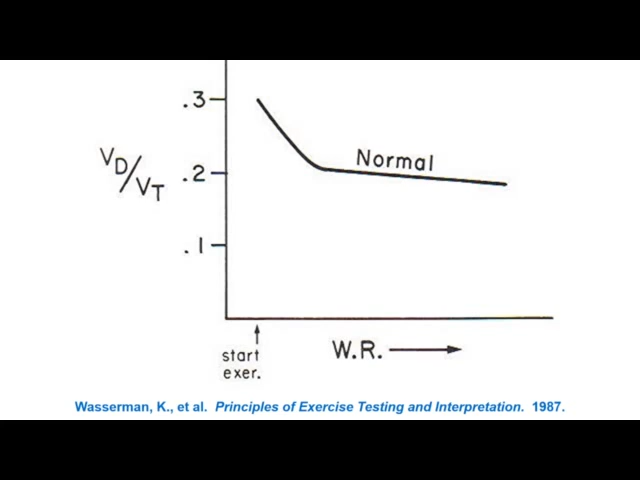 .3
Normal
VD/VT
.2
.1
start
exer.
W.R.
Wasserman, K., et al. Principles of Exercise Testing and Interpretation. 1987.